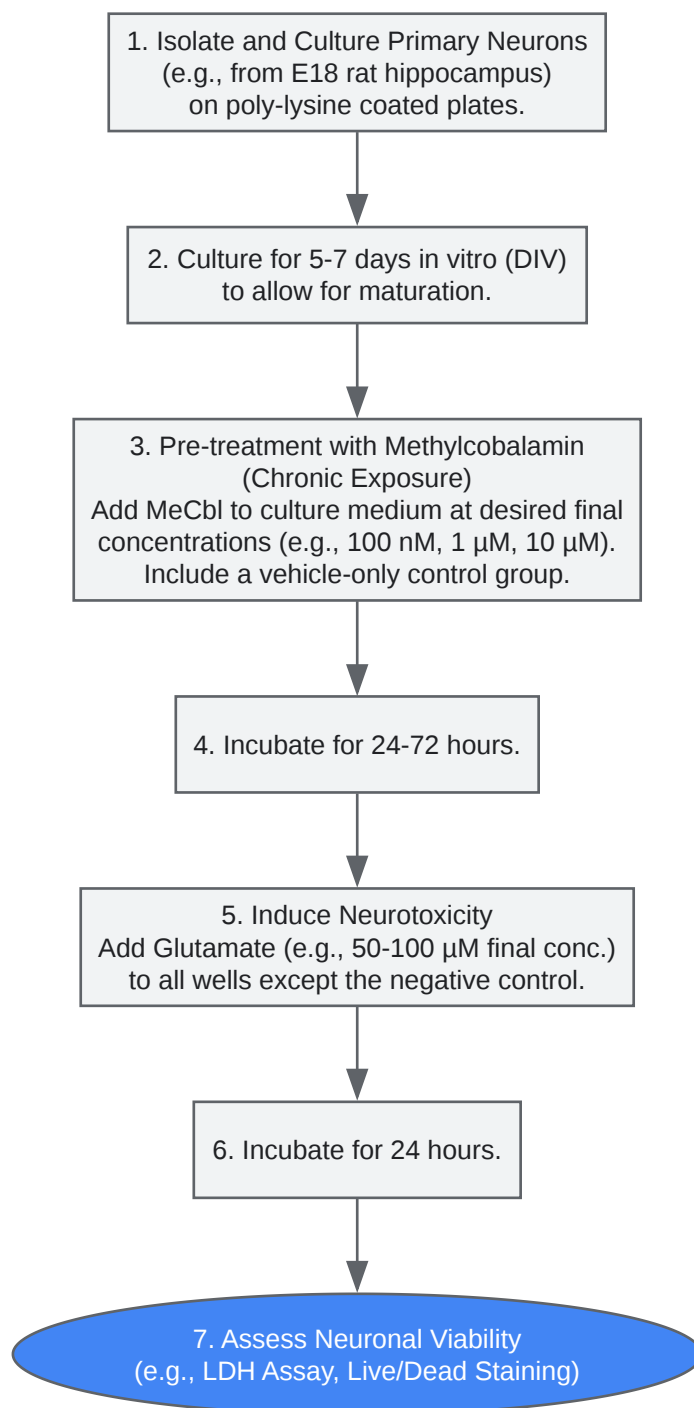 1. Isolate and Culture Primary Neurons
(e.g., from E18 rat hippocampus)
on poly-lysine coated plates.
2. Culture for 5-7 days in vitro (DIV)
to allow for maturation.
3. Pre-treatment with Methylcobalamin
(Chronic Exposure)
Add MeCbl to culture medium at desired final
concentrations (e.g., 100 nM, 1 µM, 10 µM).
Include a vehicle-only control group.
4. Incubate for 24-72 hours.
5. Induce Neurotoxicity
Add Glutamate (e.g., 50-100 µM final conc.)
to all wells except the negative control.
6. Incubate for 24 hours.
7. Assess Neuronal Viability
(e.g., LDH Assay, Live/Dead Staining)